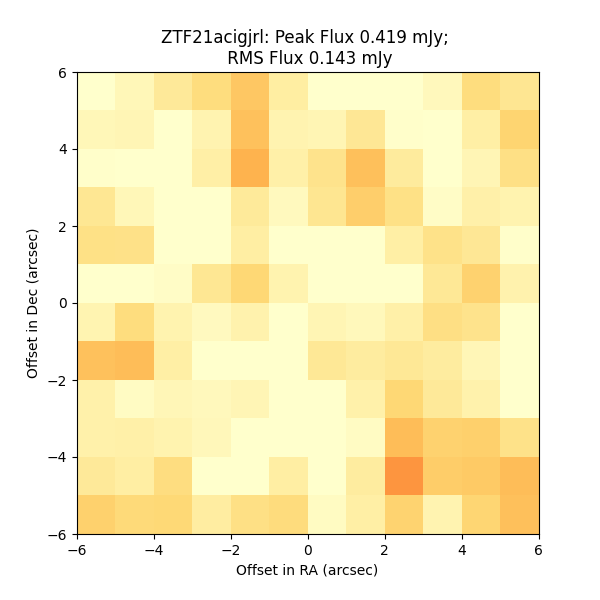 ZTF21acigjrl: Peak Flux 0.419 mJy;
RMS Flux 0.143 mJy
6
4
2
0
−2
−4
−6
Offset in Dec (arcsec)
−6 −4 −2 0 2 4 6
Offset in RA (arcsec)